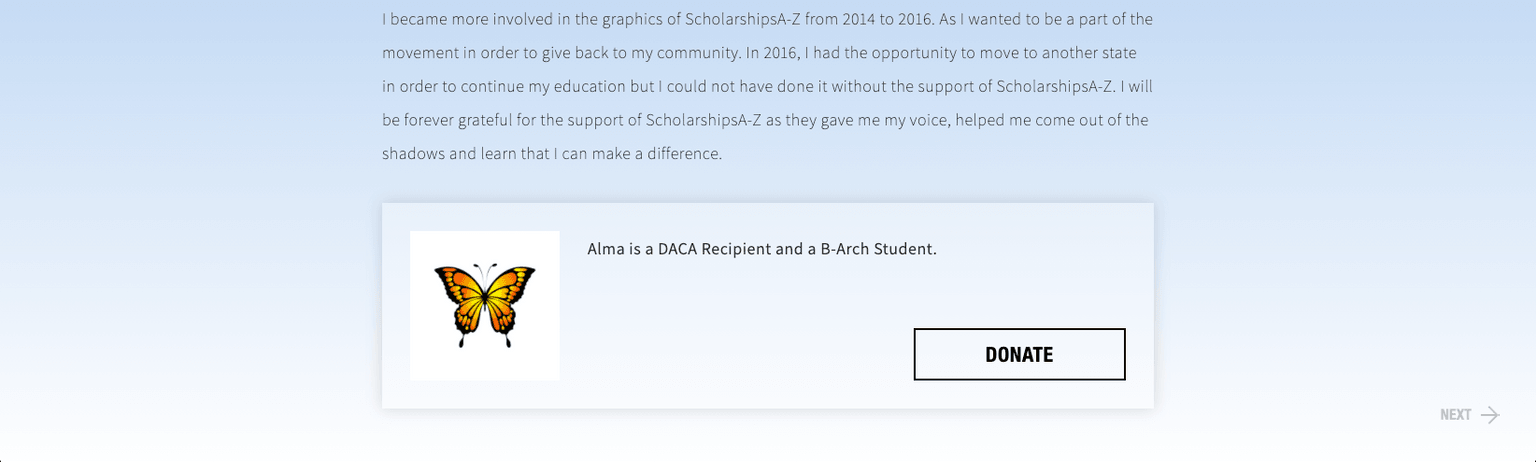 I became more involved in the graphics of ScholarshipsA-Z from 2014 to 2016. As I wanted to be a part of the
movement in order to give back to my community. In 2016, I had the opportunity to move to another state
in order to continue my education but I could not have done it without the support of ScholarshipsA-Z. I will
be forever grateful for the support of ScholarshipsA-Z as they gave me my voice, helped me come out of the
shadows and learn that I can make a difference.
Alma is a DACA Recipient and a B-Arch Student.
DONATE
NEXT